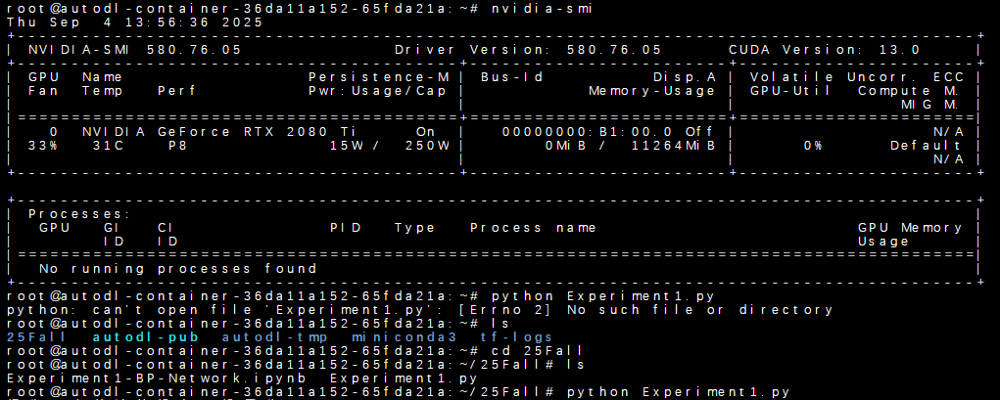 root@autodl-container-36da11a152-65fda21a:~# nvidia-smi
Thu Sep 4 13:56:36 2025
+-----------------------------------------------------------------------------------------+
| NVIDIA-SMI 580.76.05 Driver Version: 580.76.05 CUDA Version: 13.0 |
+-----------------------------------------+------------------------+----------------------+
| GPU Name Persistence-M | Bus-Id Disp.A | Volatile Uncorr. ECC |
| Fan Temp Perf Pwr:Usage/Cap | Memory-Usage | GPU-Util Compute M. |
| | | MIG M. |
|=========================================+========================+======================|
| 0 NVIDIA GeForce RTX 2080 Ti On | 00000000:B1:00.0 Off | N/A |
| 33% 31C P8 15W / 250W | 0MiB / 11264MiB | 0% Default |
| | | N/A |
+-----------------------------------------+------------------------+----------------------+
+-----------------------------------------------------------------------------------------+
| Processes: |
| GPU GI CI PID Type Process name GPU Memory |
| ID ID Usage |
|=========================================================================================|
| No running processes found |
+-----------------------------------------------------------------------------------------+
root@autodl-container-36da11a152-65fda21a:~# python Experiment1.py
python: can't open file 'Experiment1.py': [Errno 2] No such file or directory
root@autodl-container-36da11a152-65fda21a:~# ls
25Fall autodl-pub autodl-tmp miniconda3 tf-logs
root@autodl-container-36da11a152-65fda21a:~# cd 25Fall
root@autodl-container-36da11a152-65fda21a:~/25Fall# ls
Experiment1-BP-Network.ipynb Experiment1.py
root@autodl-container-36da11a152-65fda21a:~/25Fall# python Experiment1.py